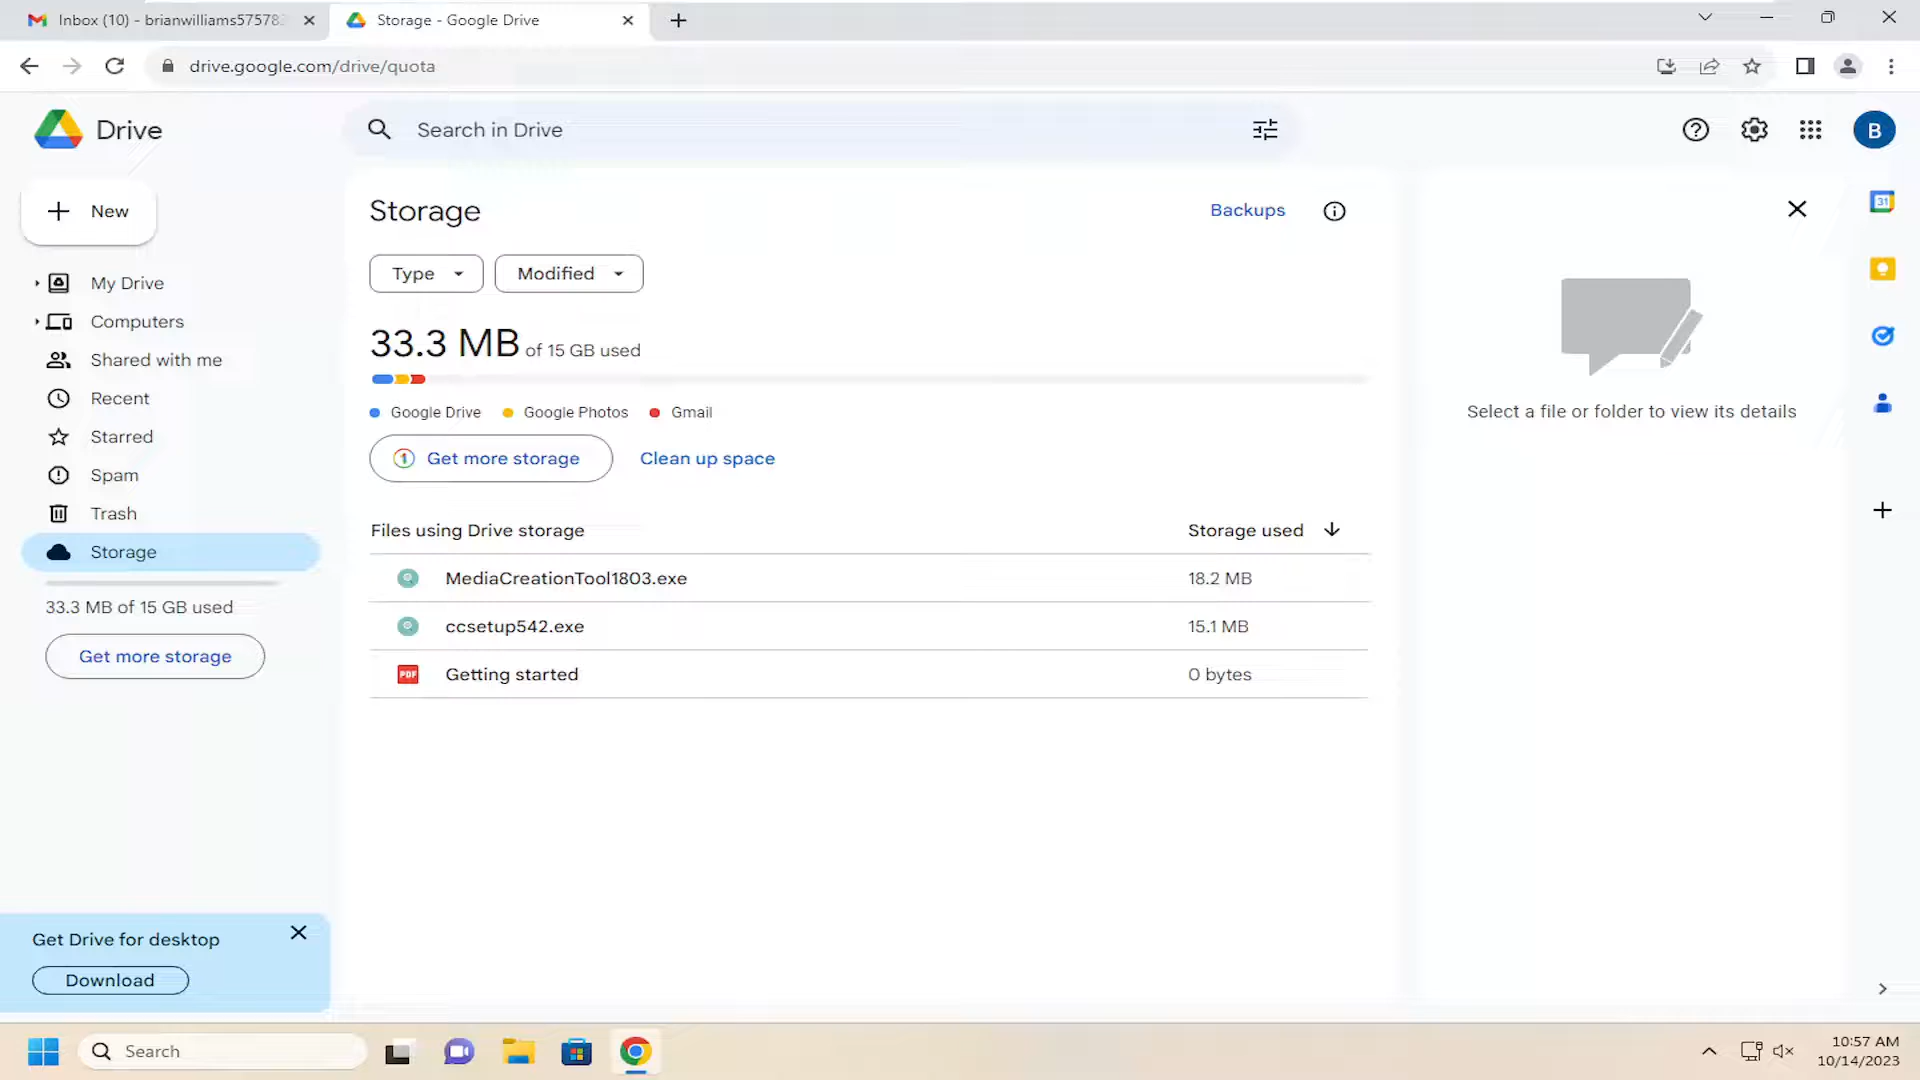 Inbox (10) - brianwilliams57578
Storage - Google Drive
drive.google.com/drive/quota
Drive
Search in Drive
B
New
Storage
Backups
31
Type
Modified
My Drive
Computers
Shared with me
Recent
Starred
Spam
Trash
Storage
33.3 MB of 15 GB used
Get more storage
33.3 MB of 15 GB used
Google Drive
Google Photos
Gmail
1 Get more storage
Clean up space
Files using Drive storage
Storage used
MediaCreationTool1803.exe
18.2 MB
ccsetup542.exe
15.1 MB
PDF
Getting started
0 bytes
Select a file or folder to view its details
Get Drive for desktop
Download
Search
10:57 AM
10/14/2023